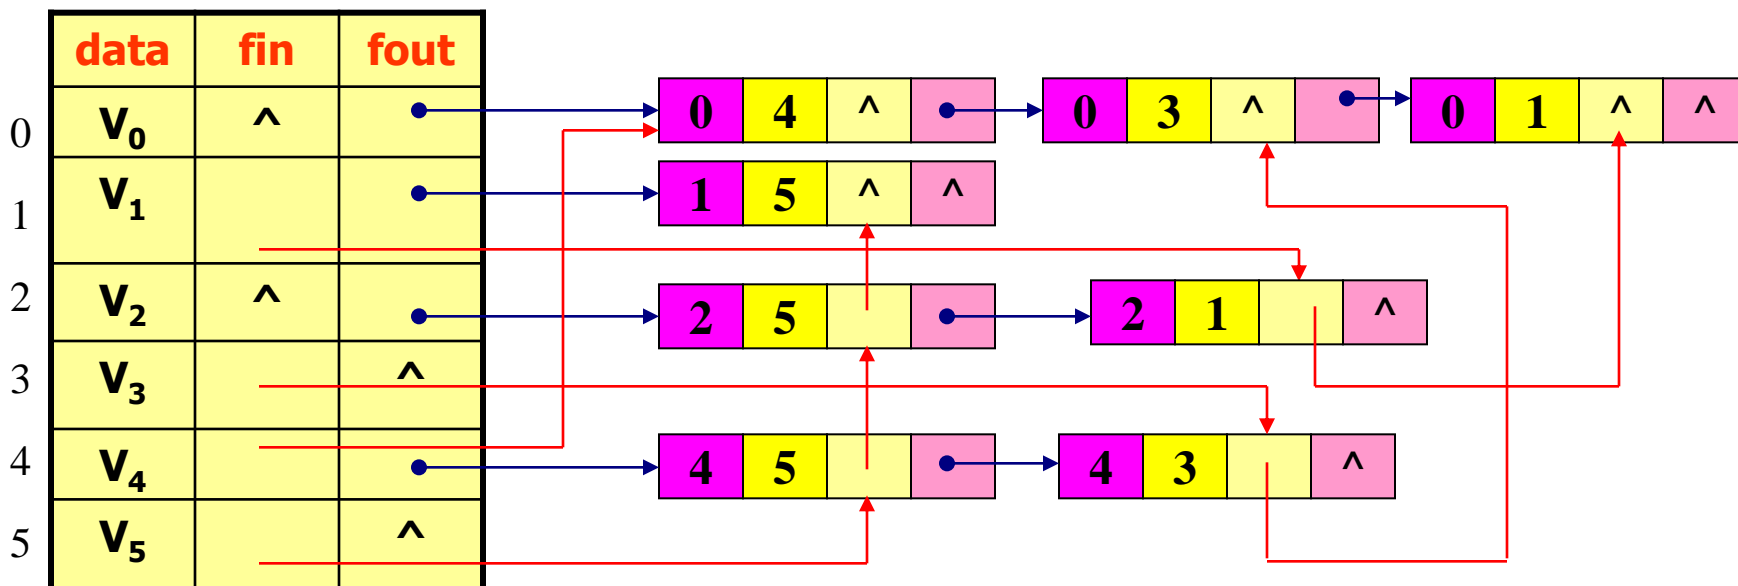 data fin fout
0 V0 ^ 0 4 ^ 0 3 ^ 0 1 ^ ^
1 V1 1 5 ^ ^
2 V2 ^ 2 5 2 1 ^
3 V3 ^
4 V4 4 5 4 3 ^
5 V5 ^